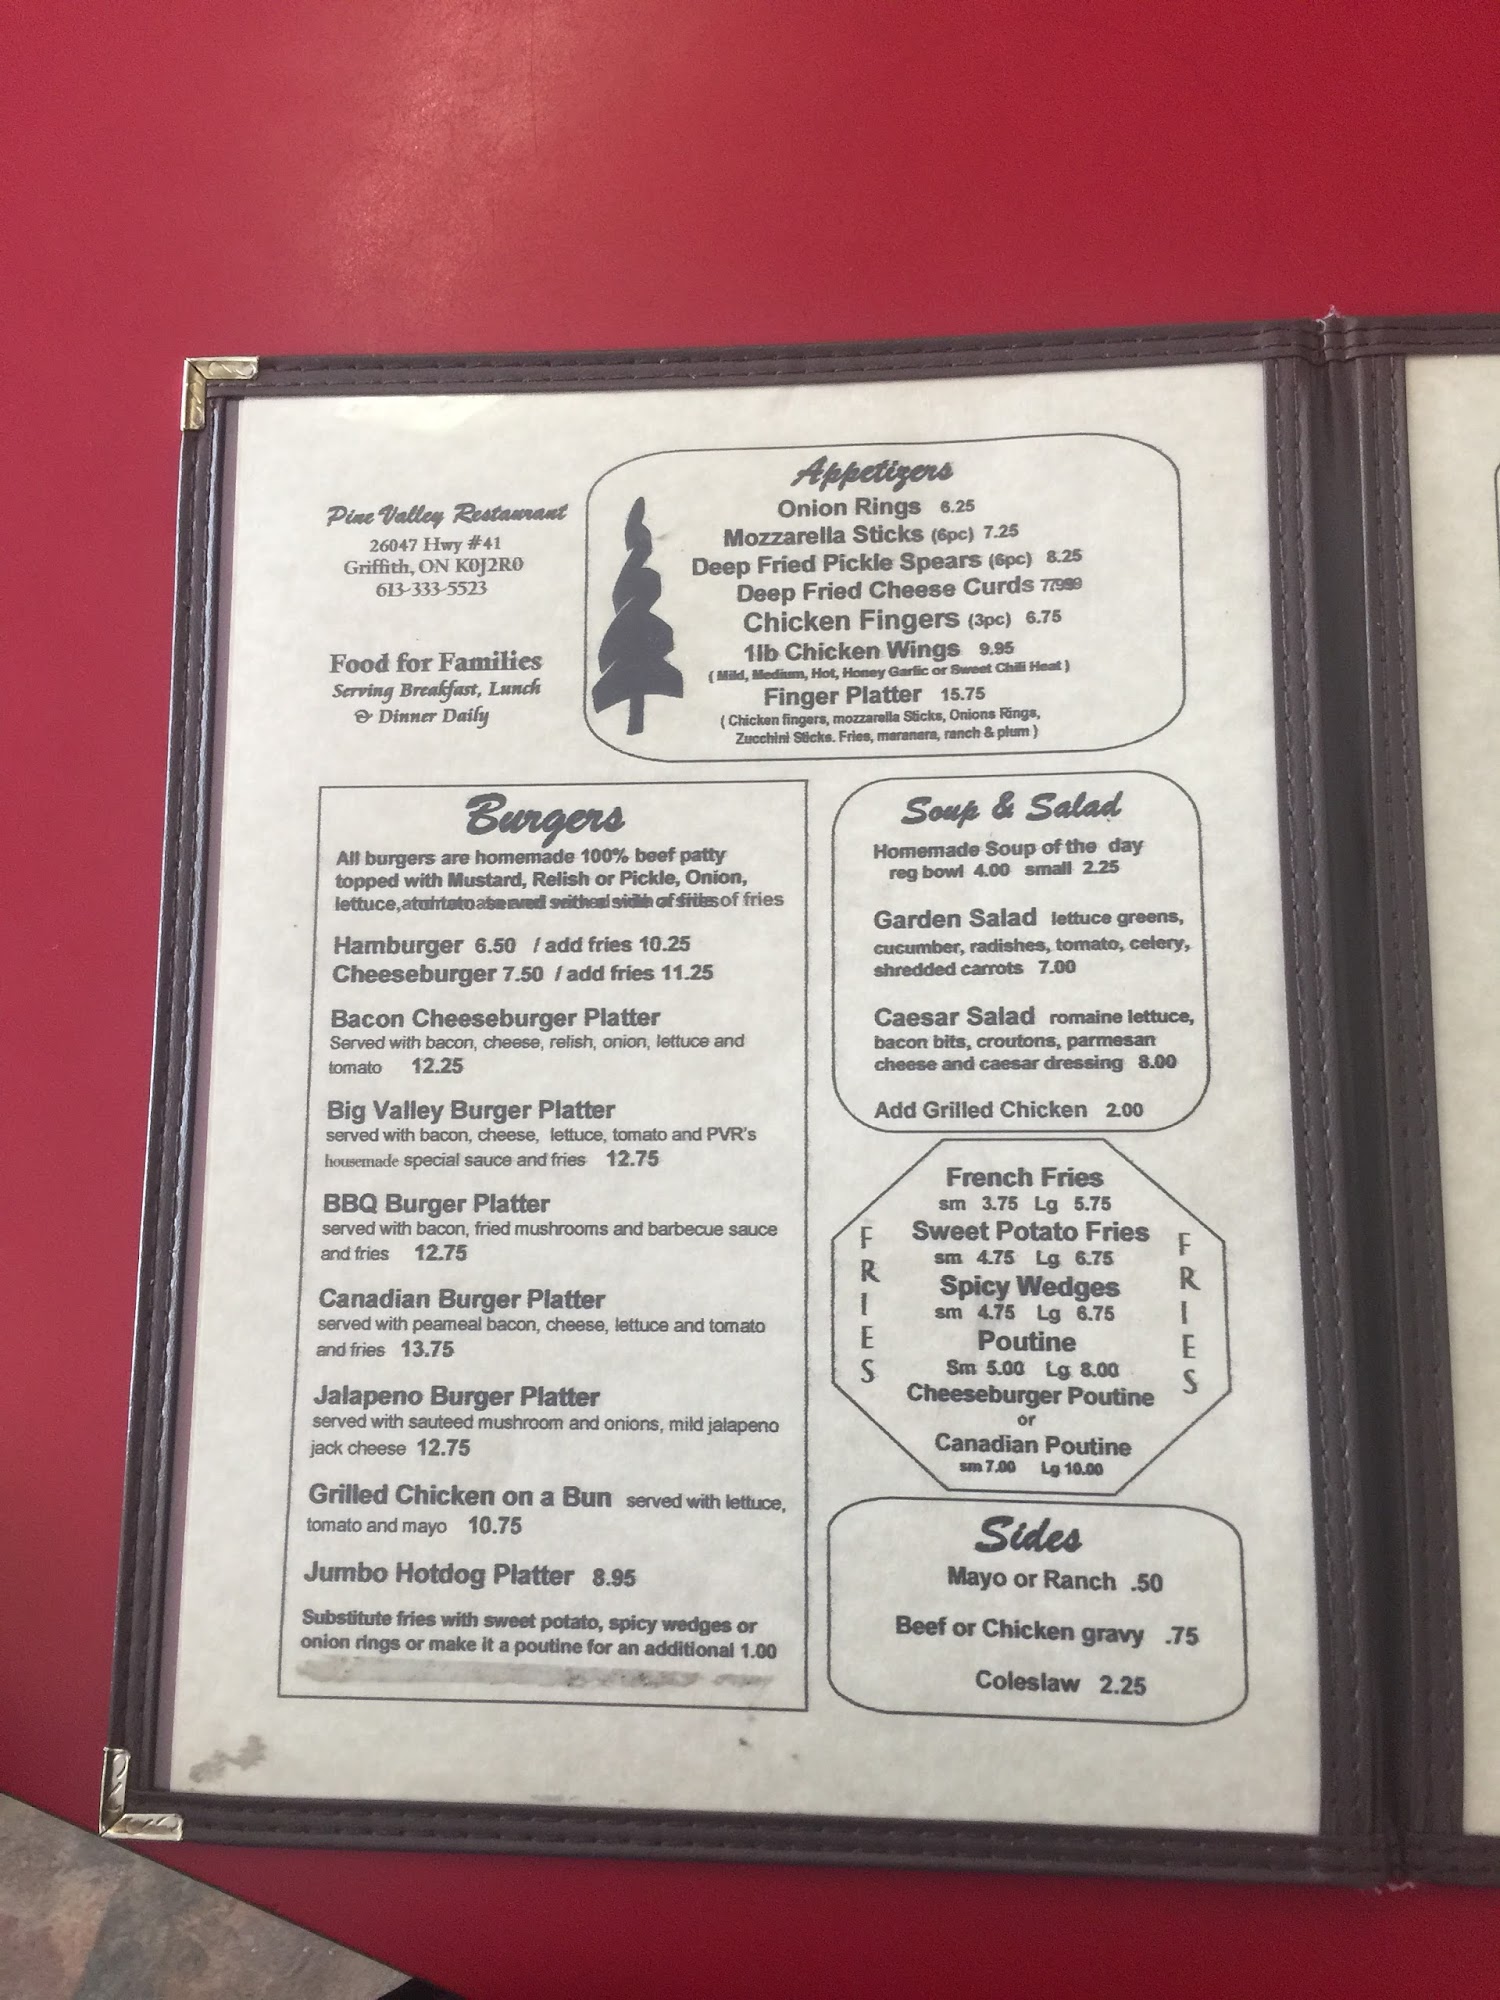 Pine Valley Restaurant
26047 Hwy #41
Griffith, ON K0J2R0
613-333-5523
Food for Families
Serving Breakfast, Lunch
& Dinner Daily
Appetizers
Onion Rings 6.25
Mozzarella Sticks (6pc) 7.25
Deep Fried Pickle Spears (6pc) 8.25
Deep Fried Cheese Curds
Chicken Fingers (3pc) 6.75
1lb Chicken Wings 9.95
( Mild, Medium, Hot, Honey Garlic or Sweet Chili Heat )
Finger Platter 15.75
( Chicken fingers, mozzarella Sticks, Onions Rings,
Zucchini Sticks. Fries, maranera, ranch & plum )
Burgers
All burgers are homemade 100% beef patty
topped with Mustard, Relish or Pickle, Onion,
lettuce, of fries
Hamburger 6.50 / add fries 10.25
Cheeseburger 7.50 / add fries 11.25
Bacon Cheeseburger Platter
Served with bacon, cheese, relish, onion, lettuce and
tomato 12.25
Big Valley Burger Platter
served with bacon, cheese, lettuce, tomato and PVR's
housemade special sauce and fries 12.75
BBQ Burger Platter
served with bacon, fried mushrooms and barbecue sauce
and fries 12.75
Canadian Burger Platter
served with peameal bacon, cheese, lettuce and tomato
and fries 13.75
Jalapeno Burger Platter
served with sauteed mushroom and onions, mild jalapeno
jack cheese 12.75
Grilled Chicken on a Bun served with lettuce,
tomato and mayo 10.75
Jumbo Hotdog Platter 8.95
Substitute fries with sweet potato, spicy wedges or
onion rings or make it a poutine for an additional 1.00
Soup & Salad
Homemade Soup of the day
reg bowl 4.00 small 2.25
Garden Salad lettuce greens,
cucumber, radishes, tomato, celery,
shredded carrots 7.00
Caesar Salad romaine lettuce,
bacon bits, croutons, parmesan
cheese and caesar dressing 8.00
Add Grilled Chicken 2.00
FRIES
French Fries
sm 3.75 Lg 5.75
Sweet Potato Fries
sm 4.75 Lg 6.75
Spicy Wedges
sm 4.75 Lg 6.75
Poutine
Sm 5.00 Lg 8.00
Cheeseburger Poutine
or
Canadian Poutine
sm 7.00 Lg 10.00
FRIES
Sides
Mayo or Ranch .50
Beef or Chicken gravy .75
Coleslaw 2.25